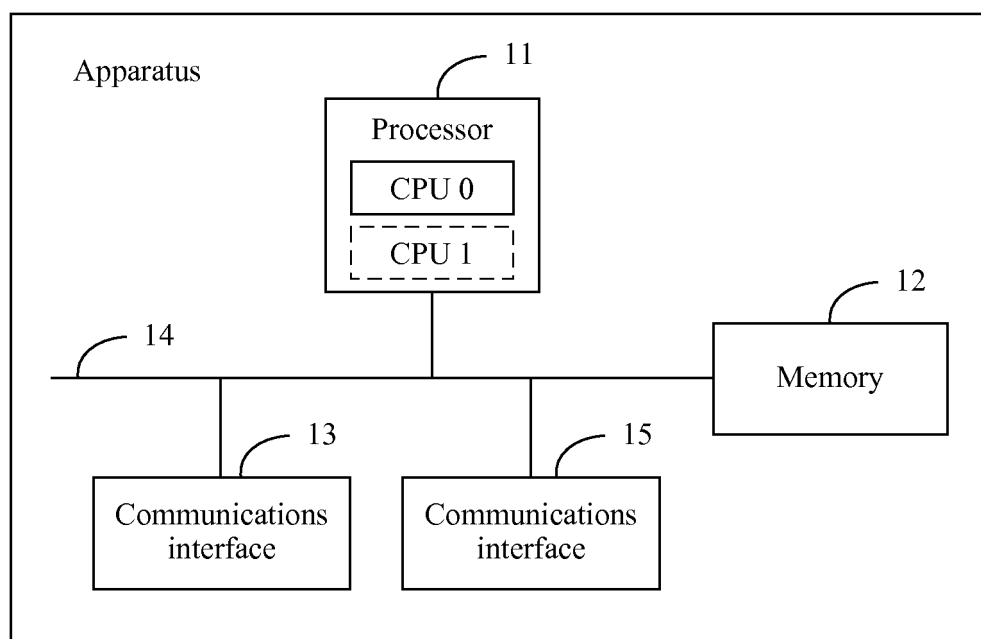 Apparatus
11
Processor
CPU 0
CPU 1
12
Memory
14
13
Communications
interface
15
Communications
interface